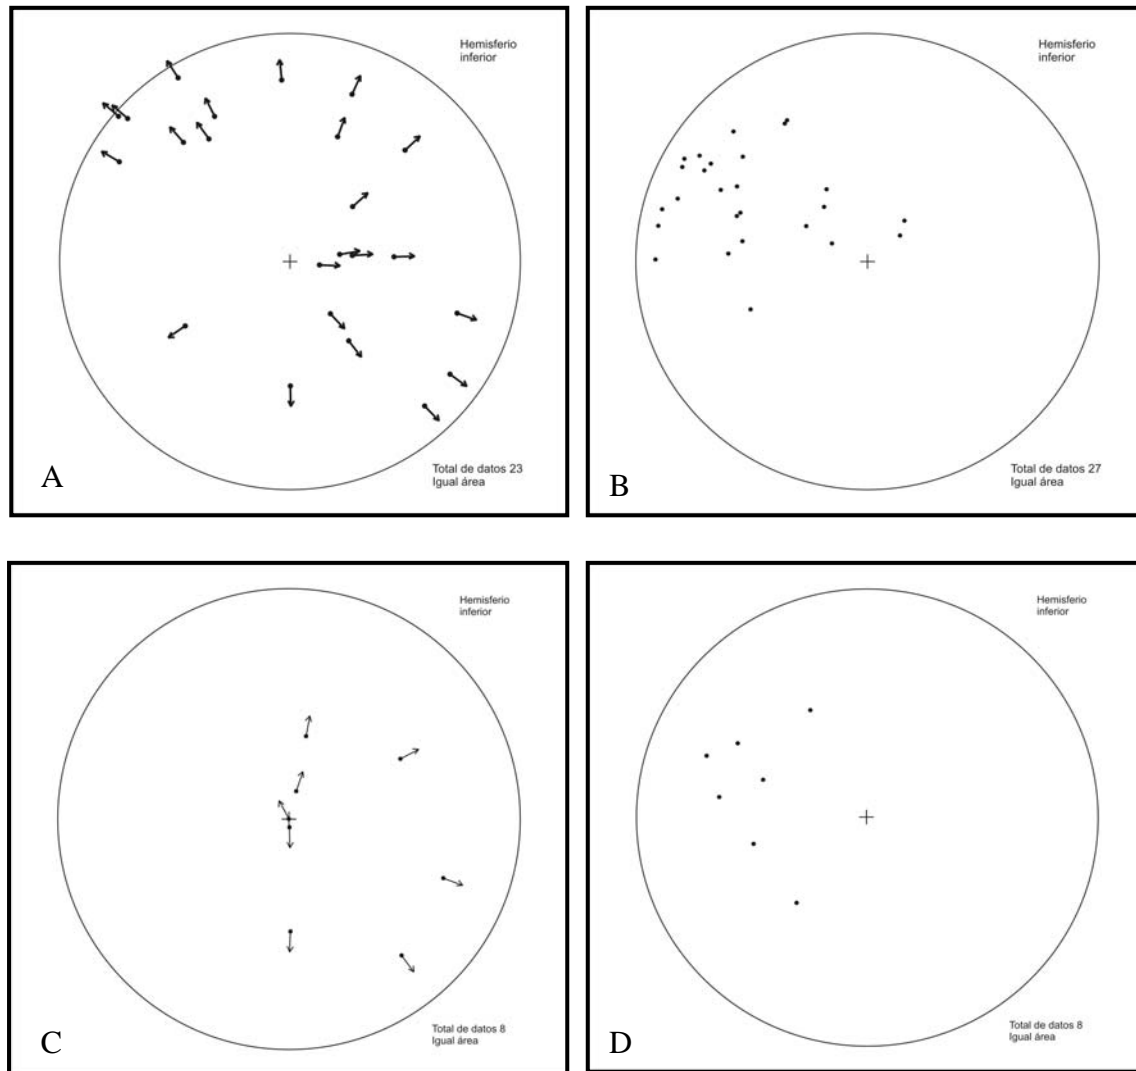 Hemisferio
inferior
A
Total de datos 23
Igual área
Hemisferio
inferior
B
Total de datos 27
Igual área
Hemisferio
inferior
C
Total de datos 8
Igual área
Hemisferio
inferior
D
Total de datos 8
Igual área